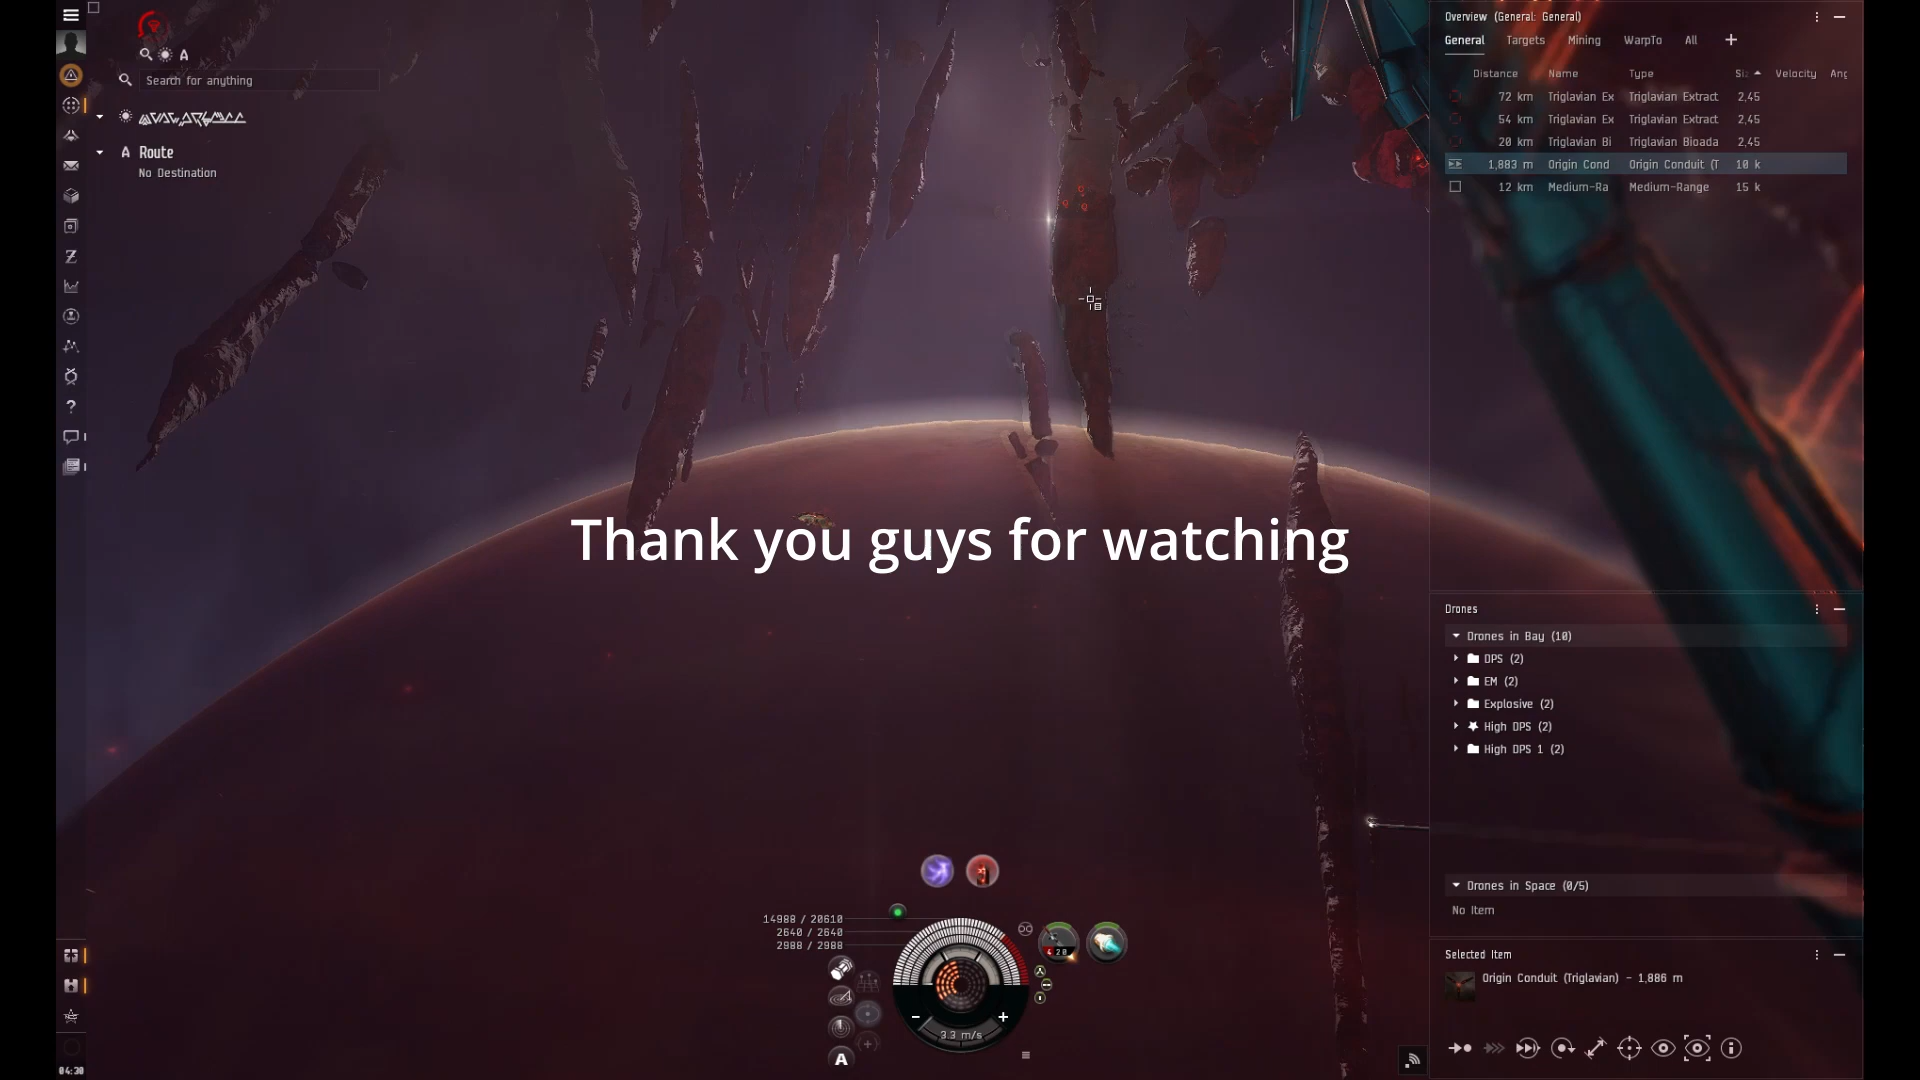 Search for anything
Route
No Destination
Overview (General: General)
General Targets Mining WarpTo All
Distance Name Type Velocity
72 km Triglavian Ex Triglavian Extract 2,45
54 km Triglavian Ex Triglavian Extract 2,45
20 km Triglavian Bi Triglavian Bioada 2,45
1,883 m Origin Cond Origin Conduit (T 10 k
12 km Medium-Ra Medium-Range 15 k
Thank you guys for watching
Drones
Drones in Bay (10)
DPS (2)
EM (2)
Explosive (2)
High DPS (2)
High DPS 1 (2)
Drones in Space (0/5)
No Item
Selected Item
Origin Conduit (Triglavian) - 1,886 m
14988 / 20610
2640 / 2640
2988 / 2988
20
3.3 m/s
04:30